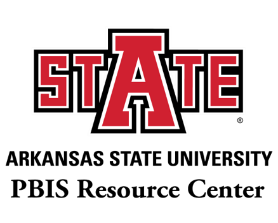 STATE
®
ARKANSAS STATE UNIVERSITY
PBIS Resource Center